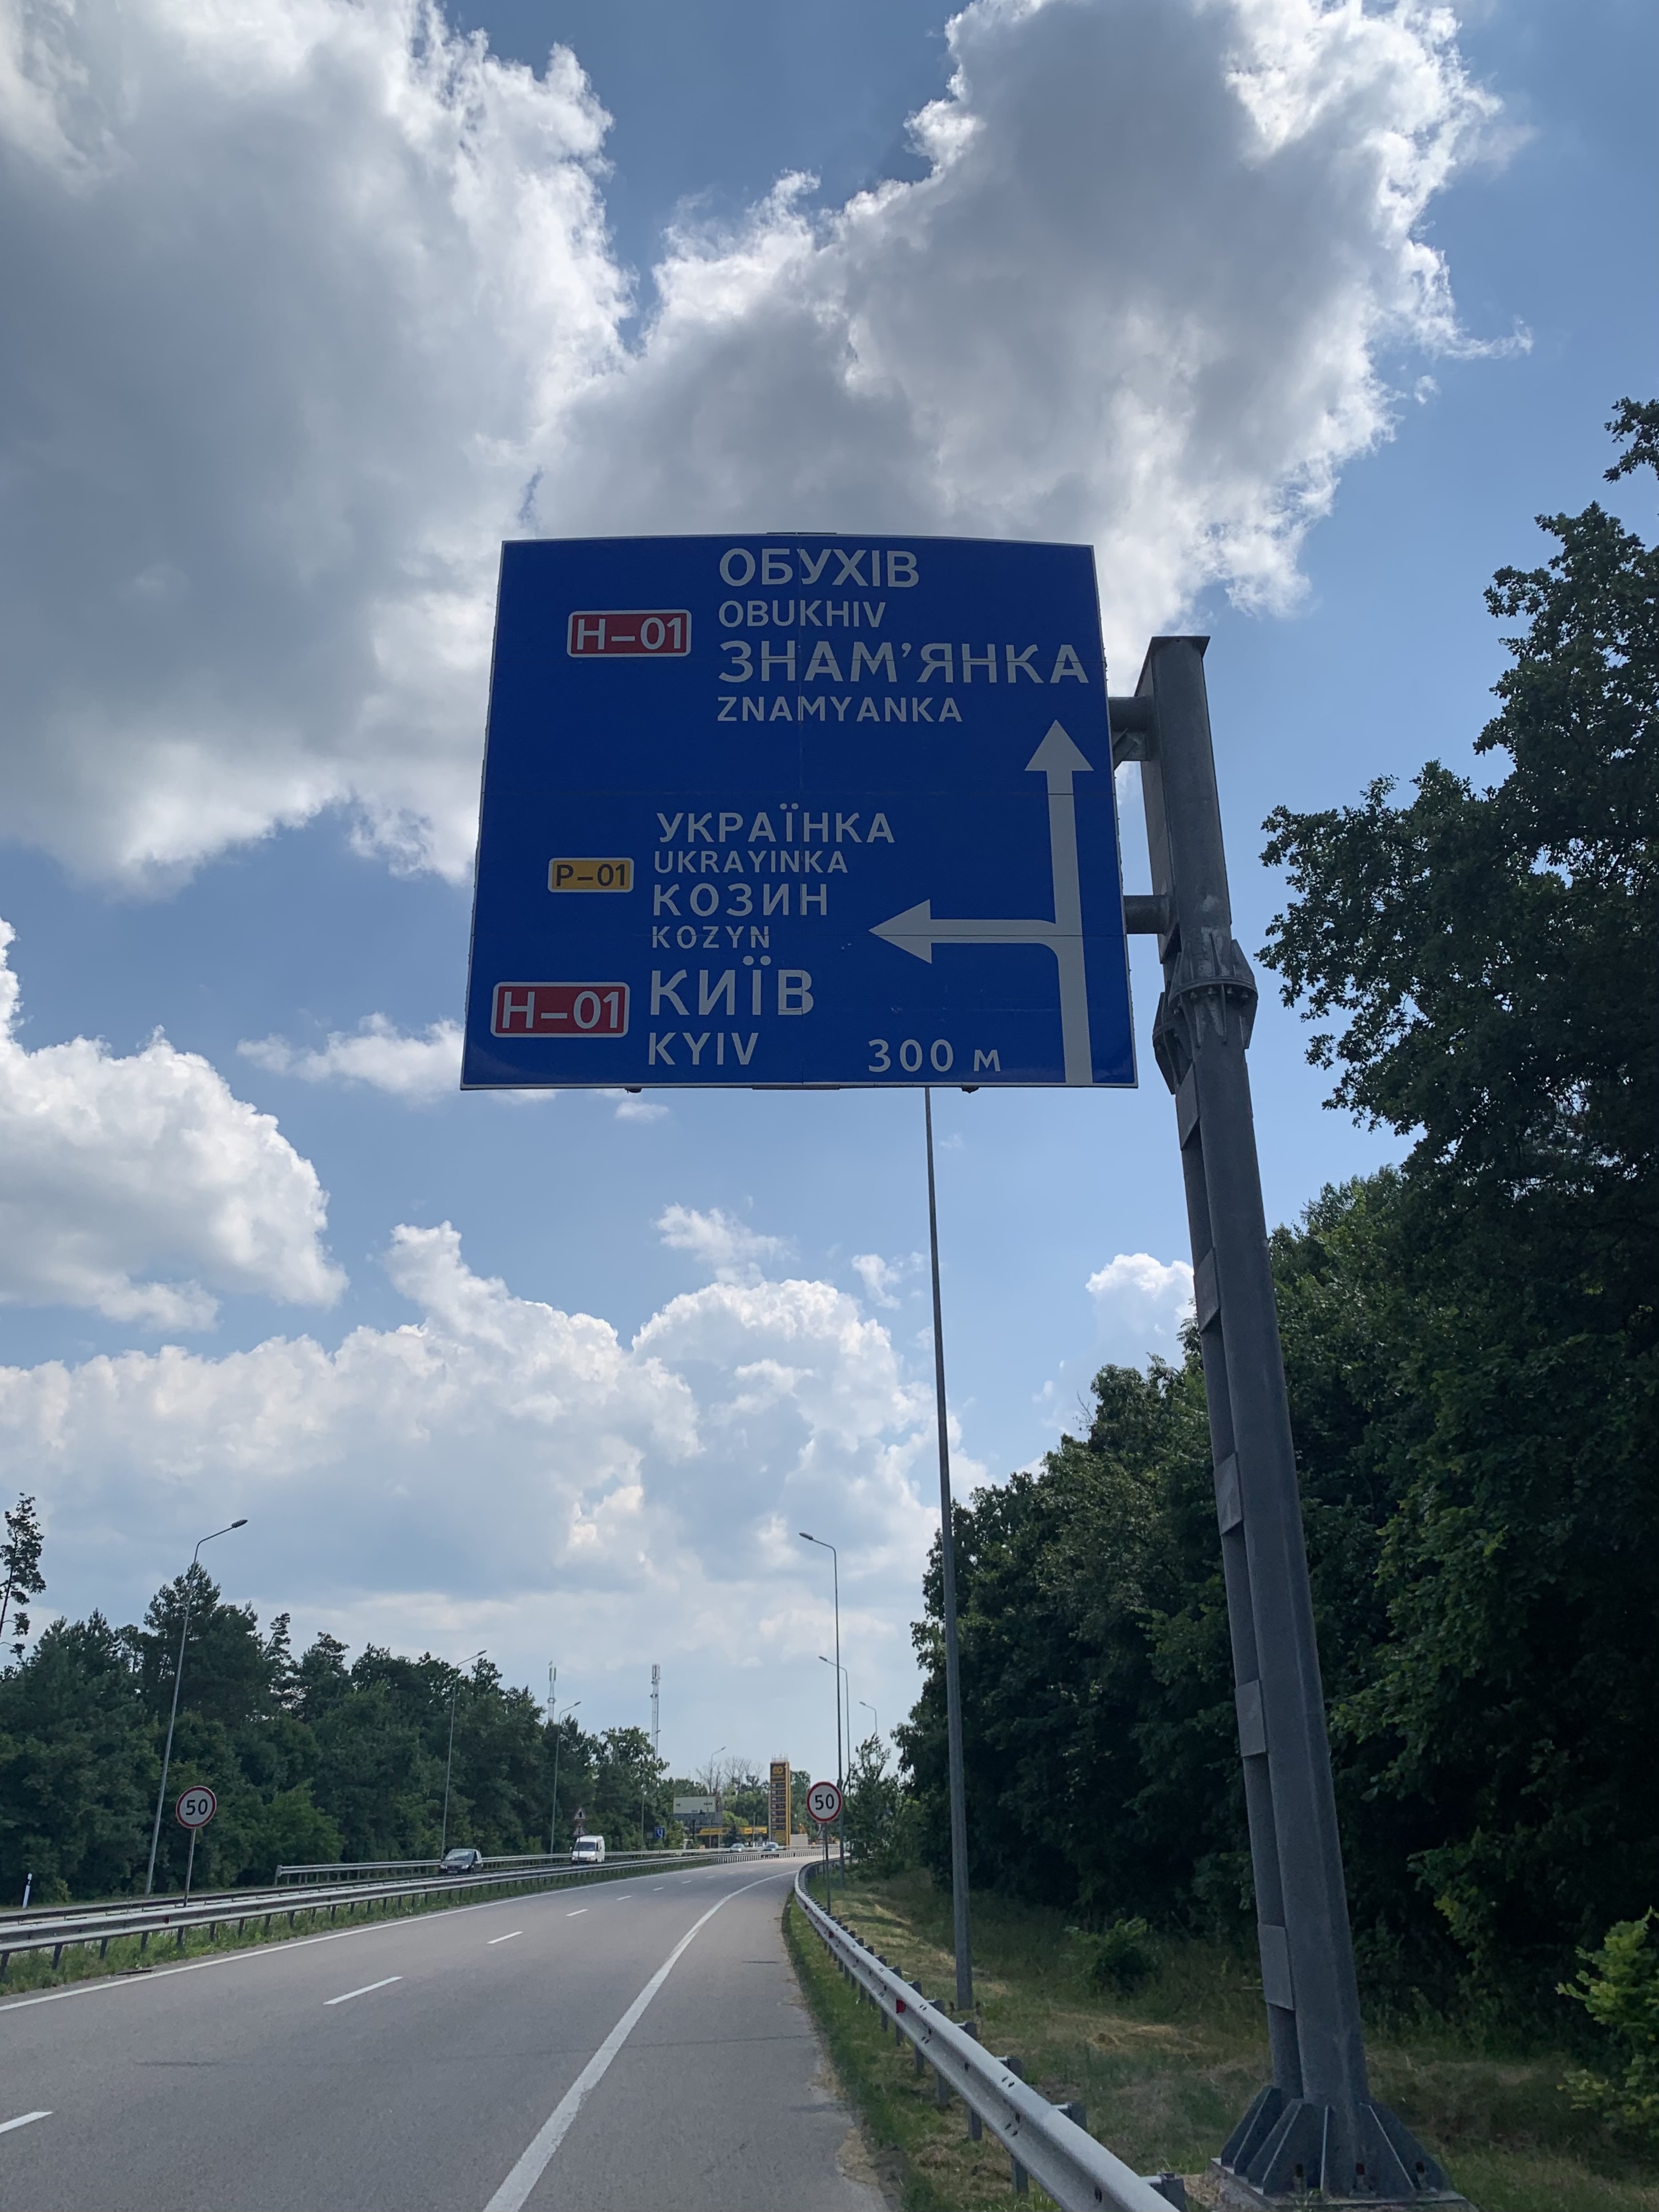 ОБУХІВ
OBUKHIV
Н-01
ЗНАМ'ЯНКА
ZNAMYANKA
УКРАЇНКА
UKRAYINKA
Р-01
КОЗИН
KOZYN
Н-01
КИЇВ
KYIV
300 м
50
50